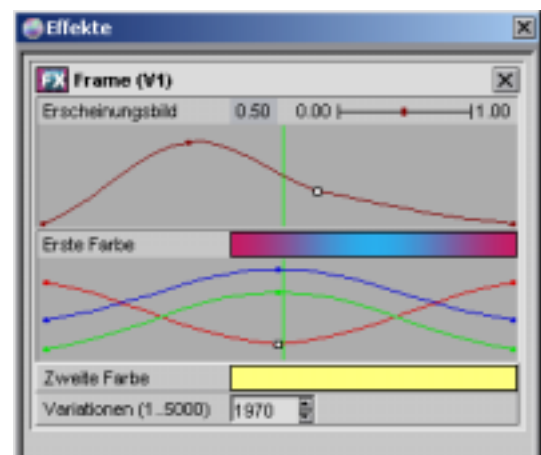 Effekte
FX Frame (V1)
Erscheinungsbild 0.50 0.00 1.00
Erste Farbe
Zweite Farbe
Variationen (1..5000) 1970